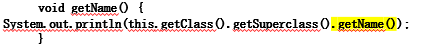 void getName() {
System.out.println(this.getClass().getSuperclass().getName());
}